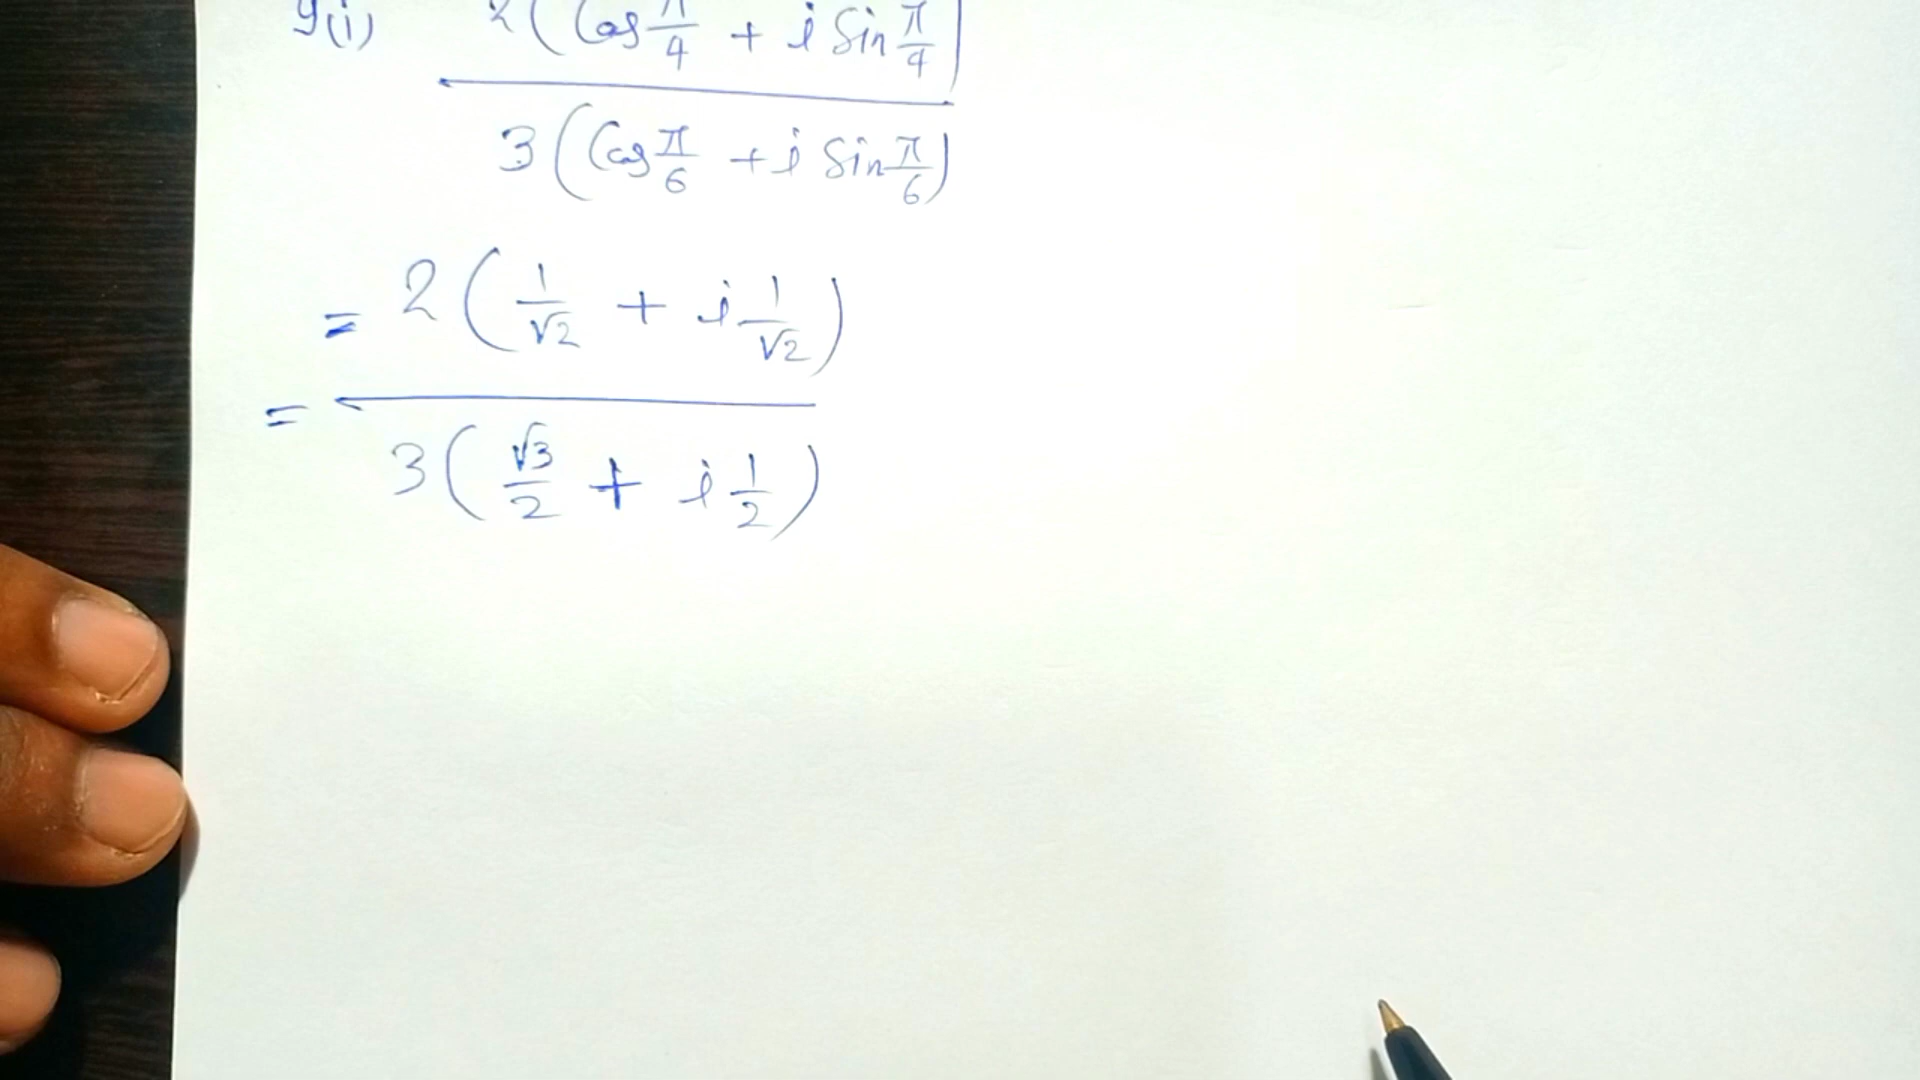 9(i) 2(Cos π/4 + i Sin π/4)
3(Cos π/6 + i Sin π/6)
= 2(1/√2 + i 1/√2)
=
3(√3/2 + i 1/2)